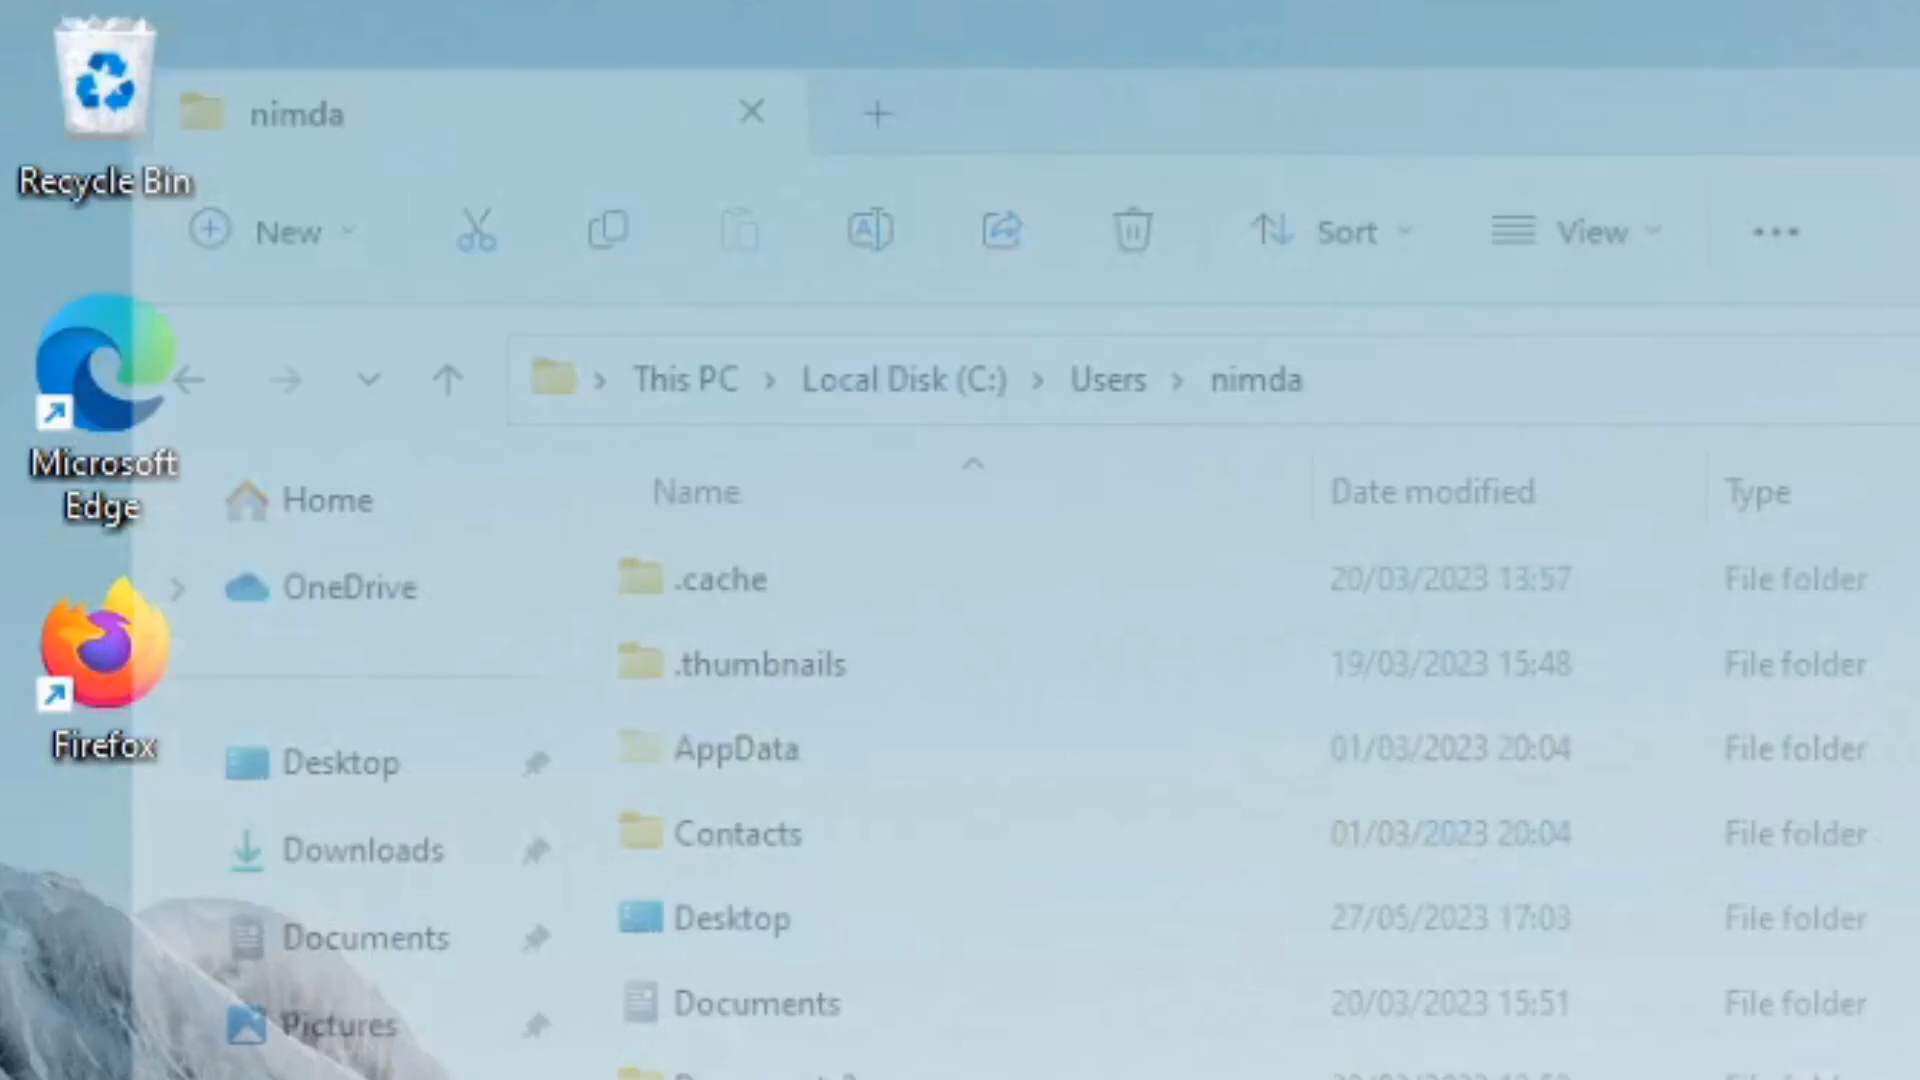 Recycle Bin
Microsoft
Edge
Firefox
nimda
New
Sort
View
This PC > Local Disk (C:) > Users > nimda
Home
OneDrive
Desktop
Downloads
Documents
Pictures
Name Date modified Type
.cache 20/03/2023 13:57 File folder
.thumbnails 19/03/2023 15:48 File folder
AppData 01/03/2023 20:04 File folder
Contacts 01/03/2023 20:04 File folder
Desktop 27/05/2023 17:03 File folder
Documents 20/03/2023 15:51 File folder